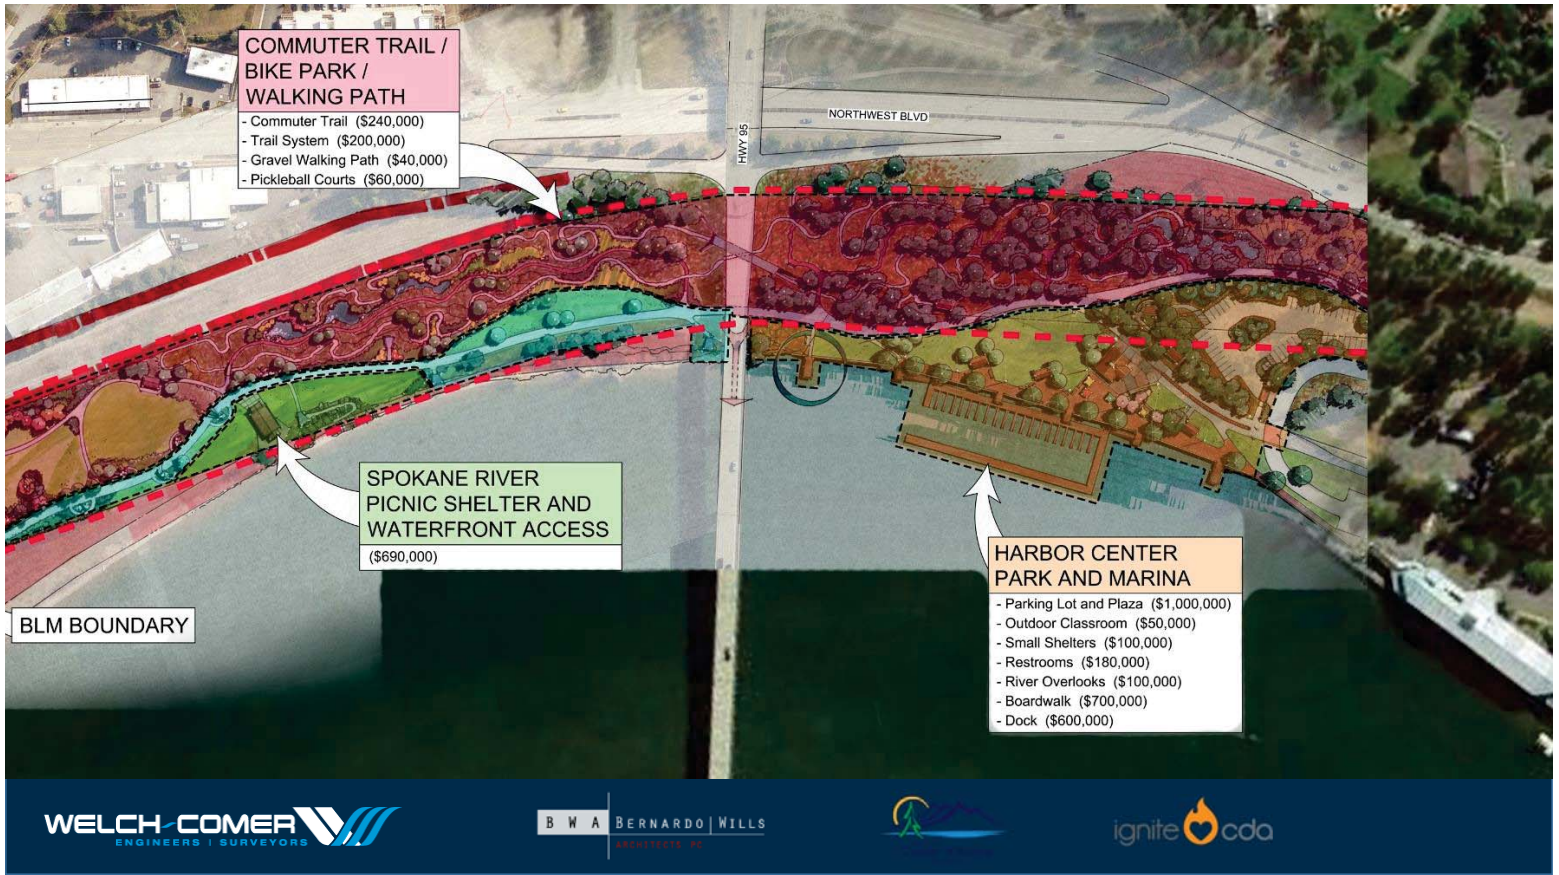 COMMUTER TRAIL /
BIKE PARK /
WALKING PATH
- Commuter Trail ($240,000)
- Trail System ($200,000)
- Gravel Walking Path ($40,000)
- Pickleball Courts ($60,000)
HWY 95
NORTHWEST BLVD
SPOKANE RIVER
PICNIC SHELTER AND
WATERFRONT ACCESS
($690,000)
HARBOR CENTER
PARK AND MARINA
- Parking Lot and Plaza ($1,000,000)
- Outdoor Classroom ($50,000)
- Small Shelters ($100,000)
- Restrooms ($180,000)
- River Overlooks ($100,000)
- Boardwalk ($700,000)
- Dock ($600,000)
BLM BOUNDARY
WELCH-COMER
ENGINEERS | SURVEYORS
B W A BERNARDO | WILLS
ARCHITECTS PC
ignite cda